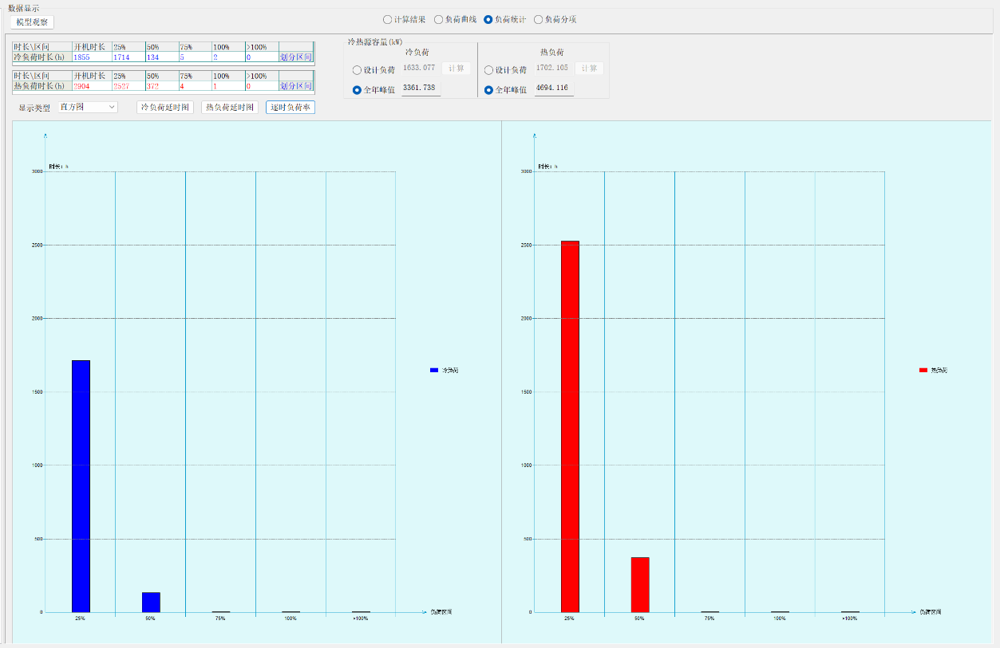 数据显示
模型观察
计算结果 负荷曲线 负荷统计 负荷分项
时长\区间 开机时长 25% 50% 75% 100% >100%
冷负荷时长(h) 1855 1714 134 5 2 0 划分区间
时长\区间 开机时长 25% 50% 75% 100% >100%
热负荷时长(h) 2904 2527 372 4 1 0 划分区间
冷热源容量(kW)
冷负荷 热负荷
设计负荷 1633.077 计算 设计负荷 1702.105 计算
全年峰值 3361.738 全年峰值 4694.116
显示类型 直方图 冷负荷延时图 热负荷延时图 逐时负荷率
时长: h
3000
2500
2000
1500
1000
500
0
25% 50% 75% 100% >100% 负荷区间
冷负荷
时长: h
3000
2500
2000
1500
1000
500
0
25% 50% 75% 100% >100% 负荷区间
热负荷